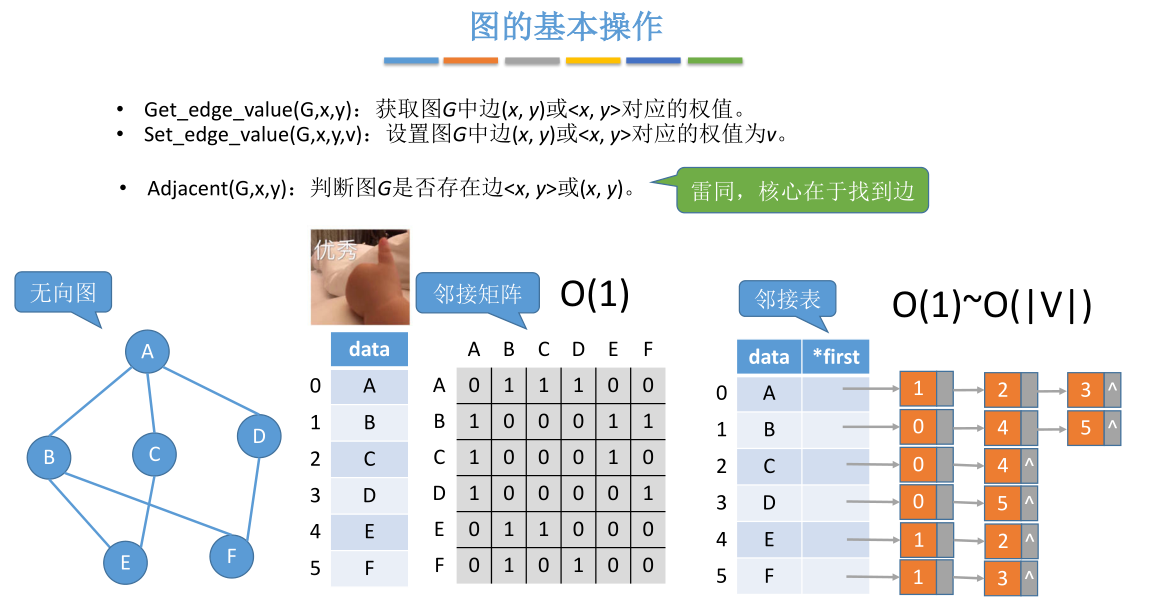 图的基本操作
• Get_edge_value(G,x,y)：获取图G中边(x, y)或<x, y>对应的权值。
• Set_edge_value(G,x,y,v)：设置图G中边(x, y)或<x, y>对应的权值为v。
• Adjacent(G,x,y)：判断图G是否存在边<x, y>或(x, y)。
雷同，核心在于找到边
无向图
A
B
C
D
E
F
优秀
data
0 A
1 B
2 C
3 D
4 E
5 F
邻接矩阵
O(1)
A B C D E F
A 0 1 1 1 0 0
B 1 0 0 0 1 1
C 1 0 0 0 1 0
D 1 0 0 0 0 1
E 0 1 1 0 0 0
F 0 1 0 1 0 0
邻接表
O(1)~O(|V|)
data *first
0 A 1 2 3 ^
1 B 0 4 5 ^
2 C 0 4 ^
3 D 0 5 ^
4 E 1 2 ^
5 F 1 3 ^